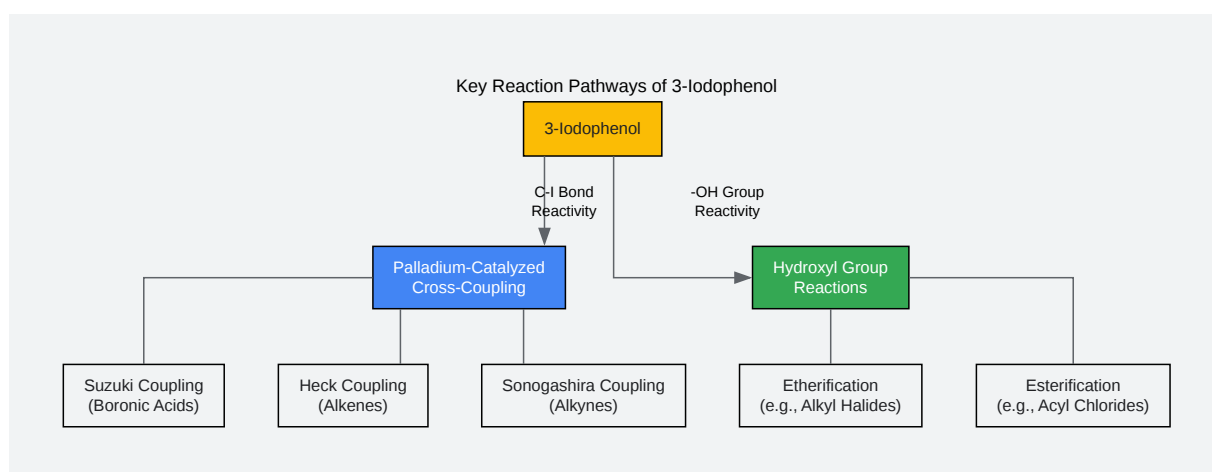 Key Reaction Pathways of 3-Iodophenol
3-Iodophenol
C-I Bond
Reactivity
-OH Group
Reactivity
Palladium-Catalyzed
Cross-Coupling
Hydroxyl Group
Reactions
Suzuki Coupling
(Boronic Acids)
Heck Coupling
(Alkenes)
Sonogashira Coupling
(Alkynes)
Etherification
(e.g., Alkyl Halides)
Esterification
(e.g., Acyl Chlorides)